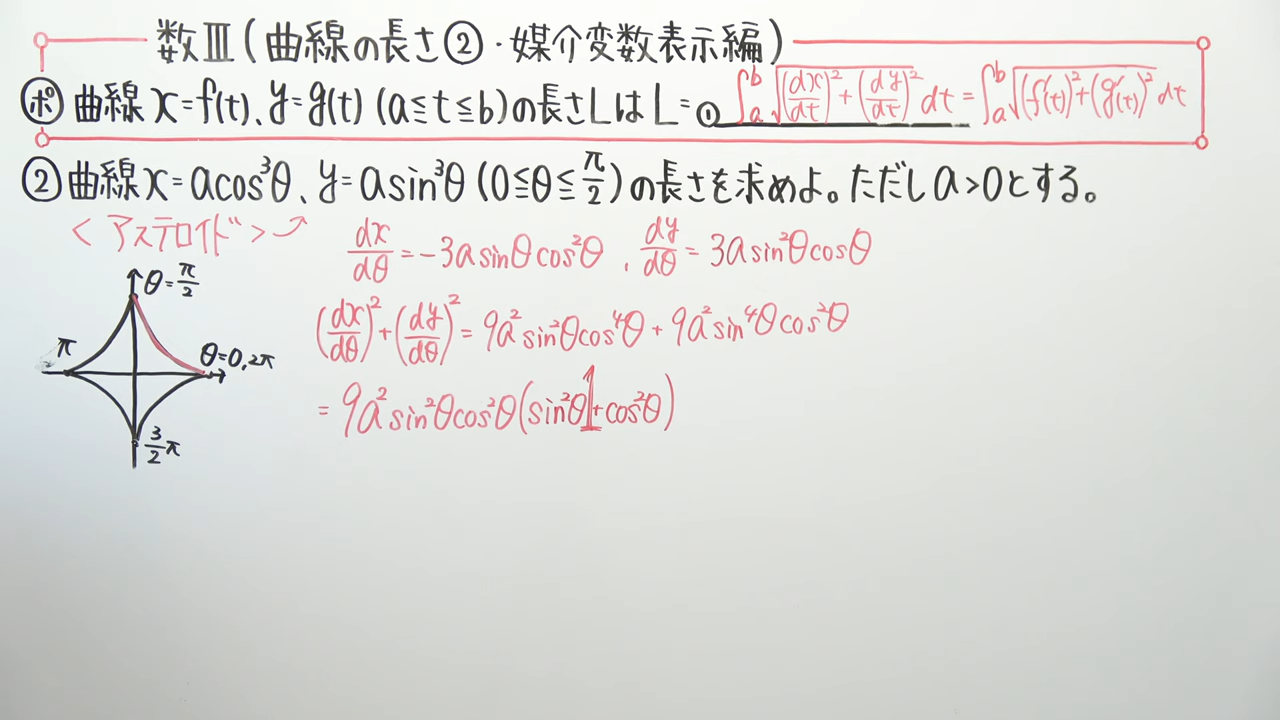 数Ⅲ(曲線の長さ②・媒介変数表示編)
ポ 曲線 x=f(t)、y=g(t) (a≦t≦b)の長さLは L=① ∫_a^b √((dx/dt)²+(dy/dt)²) dt = ∫_a^b √((f'(t))²+(g'(t))²) dt
② 曲線 x=acos³θ、y=asin³θ (0≦θ≦π/2)の長さを求めよ。ただし a>0とする。
<アステロイド>
dx/dθ=-3asinθcos²θ , dy/dθ=3asin²θcosθ
θ=π/2
(dx/dθ)²+(dy/dθ)²=9a²sin²θcos⁴θ+9a²sin⁴θcos²θ
π
θ=0,2π
=9a²sin²θcos²θ(sin²θ+cos²θ)
1
3/2π